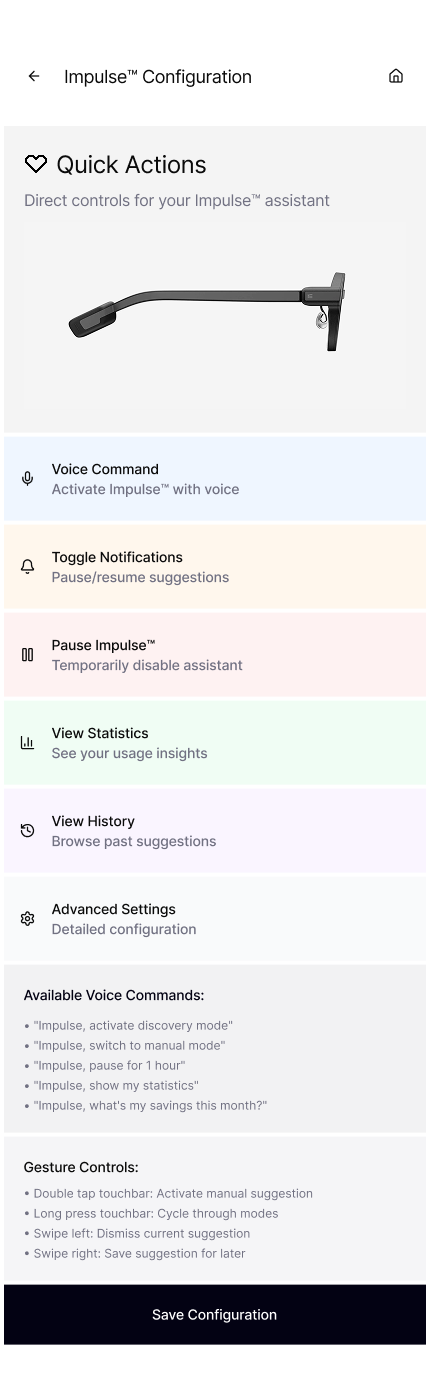 Impulse™ Configuration
Quick Actions
Direct controls for your Impulse™ assistant
Voice Command
Activate Impulse™ with voice
Toggle Notifications
Pause/resume suggestions
Pause Impulse™
Temporarily disable assistant
View Statistics
See your usage insights
View History
Browse past suggestions
Advanced Settings
Detailed configuration
Available Voice Commands:
• "Impulse, activate discovery mode"
• "Impulse, switch to manual mode"
• "Impulse, pause for 1 hour"
• "Impulse, show my statistics"
• "Impulse, what's my savings this month?"
Gesture Controls:
• Double tap touchbar: Activate manual suggestion
• Long press touchbar: Cycle through modes
• Swipe left: Dismiss current suggestion
• Swipe right: Save suggestion for later
Save Configuration